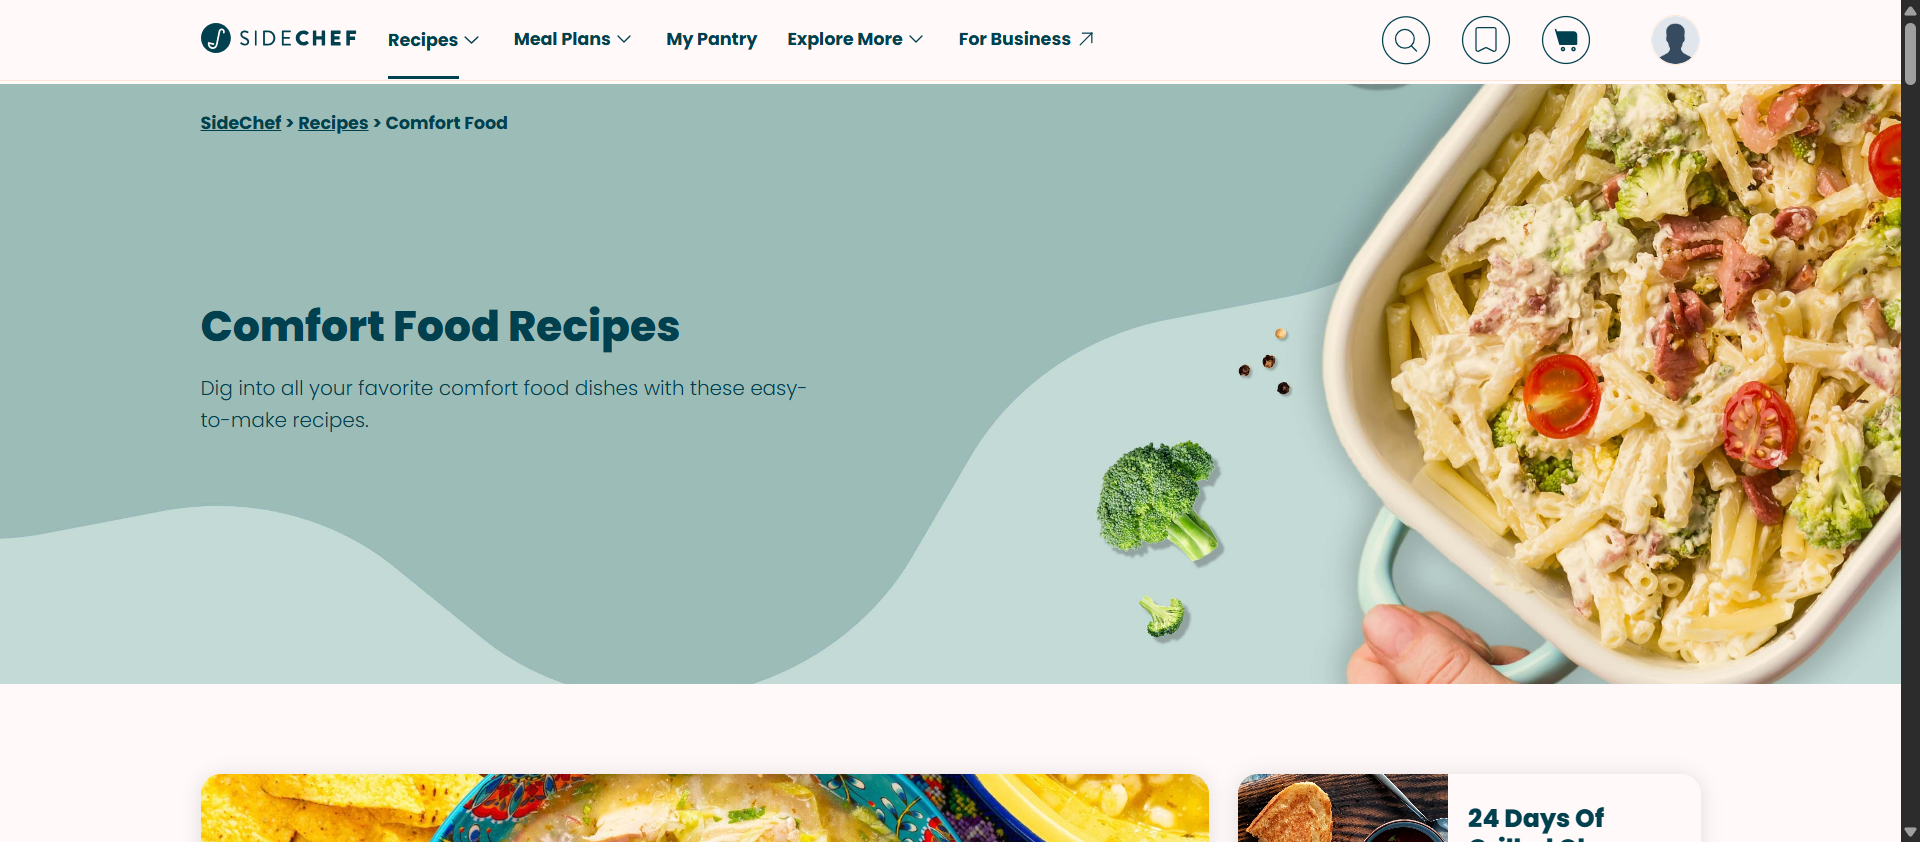 SIDECHEF
Recipes
Meal Plans
My Pantry
Explore More
For Business
SideChef > Recipes > Comfort Food
Comfort Food Recipes
Dig into all your favorite comfort food dishes with these easy-
to-make recipes.
24 Days Of